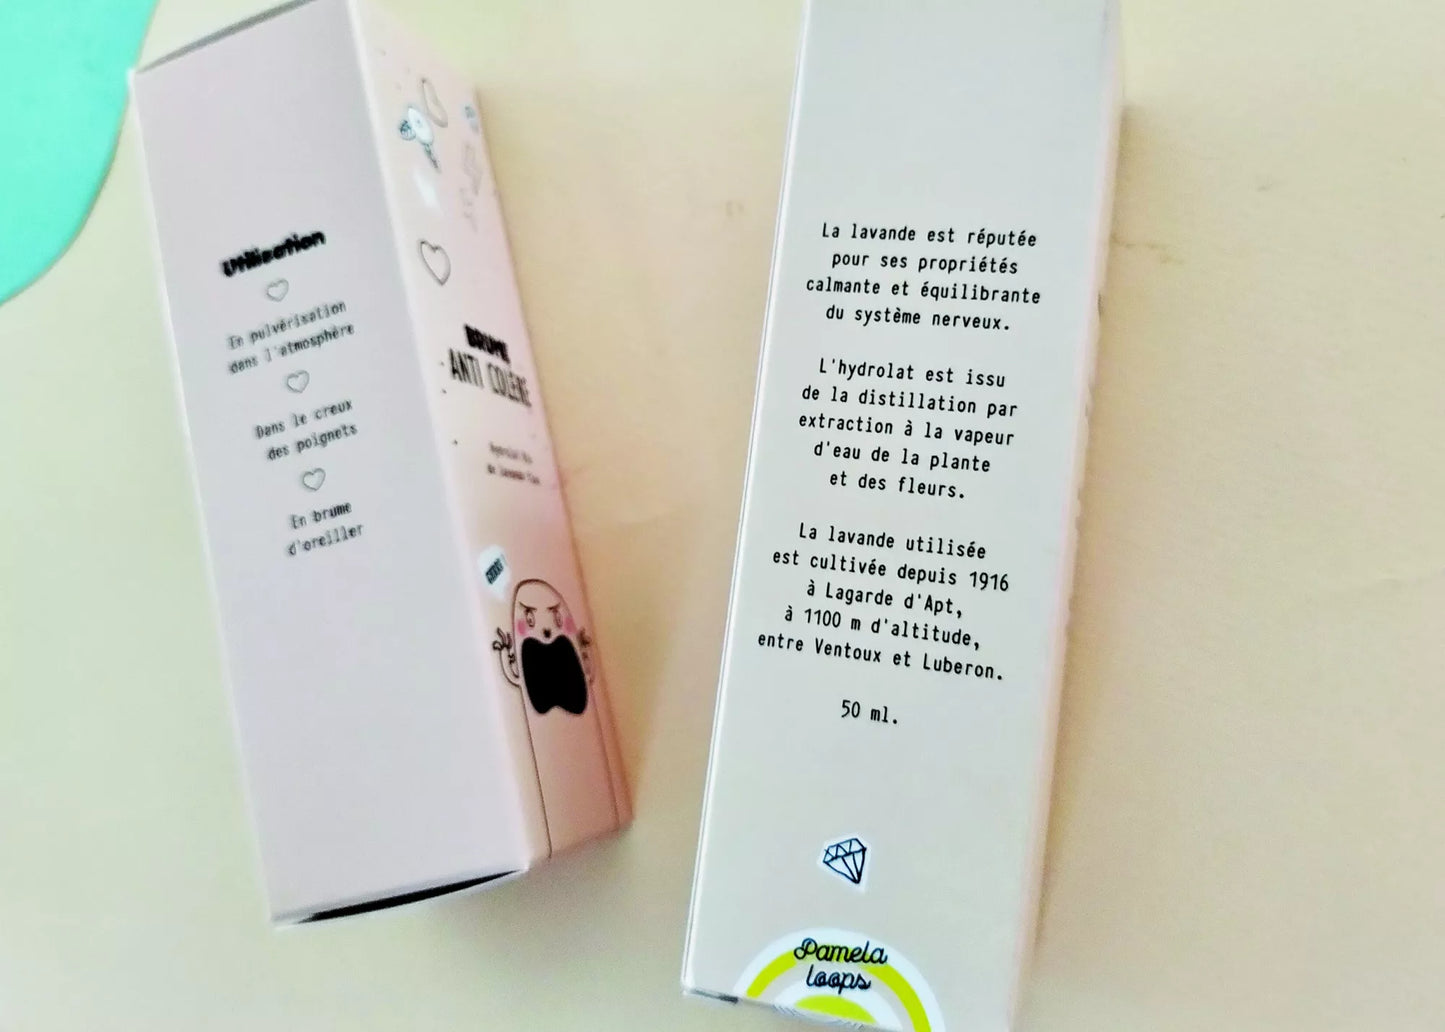 Utilisation
En pulvérisation
dans l'atmosphère
Dans le creux
des poignets
En brume
d'oreiller
BRUME
ANTI COLÈRE
La lavande est réputée
pour ses propriétés
calmante et équilibrante
du système nerveux.
L'hydrolat est issu
de la distillation par
extraction à la vapeur
d'eau de la plante
et des fleurs.
La lavande utilisée
est cultivée depuis 1916
à Lagarde d'Apt,
à 1100 m d'altitude,
entre Ventoux et Luberon.
50 ml.
Pamela
loops